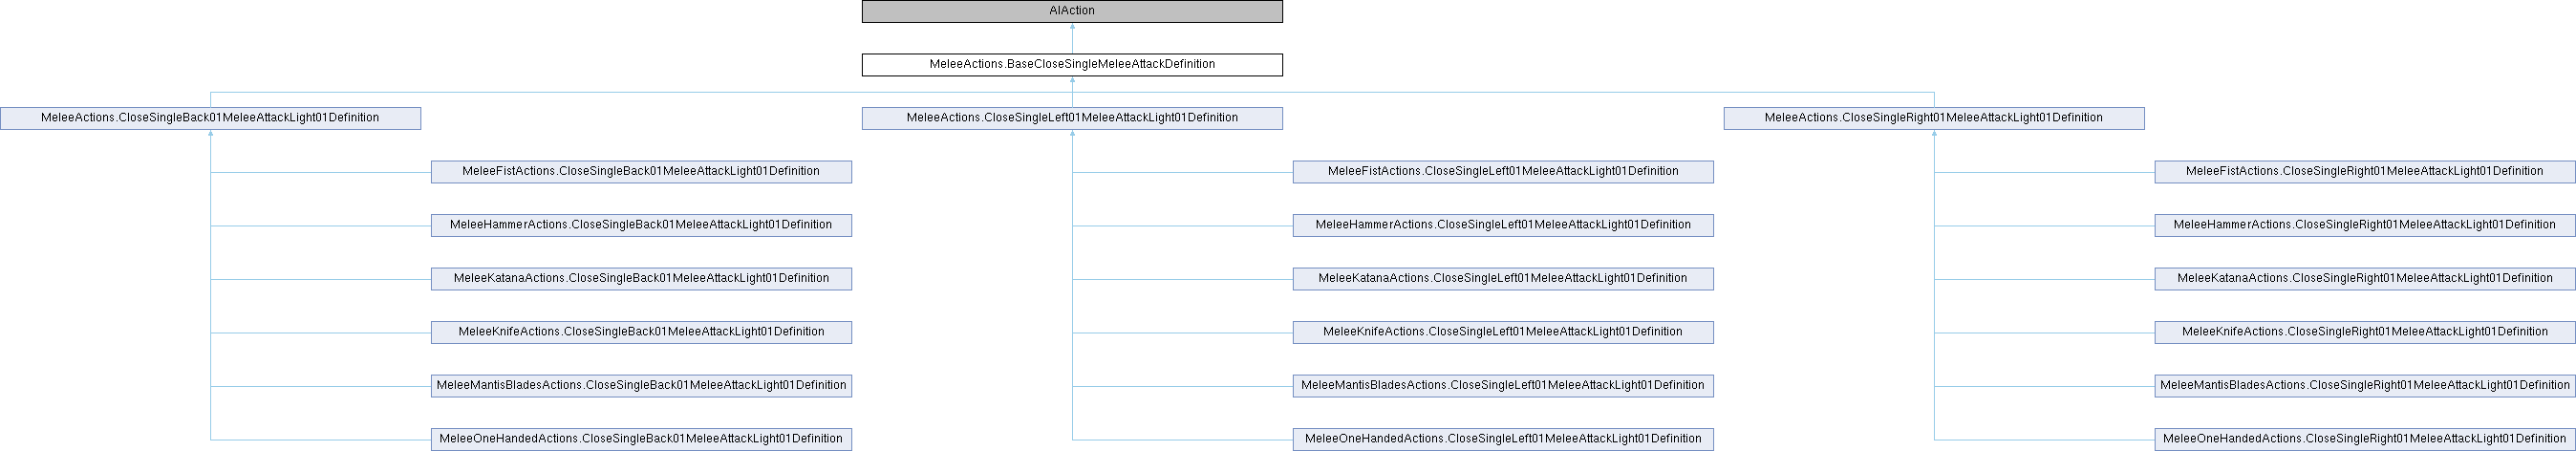 AIAction
MeleeActions.BaseCloseSingleMeleeAttackDefinition
MeleeActions.CloseSingleBack01MeleeAttackLight01Definition
MeleeActions.CloseSingleLeft01MeleeAttackLight01Definition
MeleeActions.CloseSingleRight01MeleeAttackLight01Definition
MeleeFistActions.CloseSingleBack01MeleeAttackLight01Definition
MeleeFistActions.CloseSingleLeft01MeleeAttackLight01Definition
MeleeFistActions.CloseSingleRight01MeleeAttackLight01Definition
MeleeHammerActions.CloseSingleBack01MeleeAttackLight01Definition
MeleeHammerActions.CloseSingleLeft01MeleeAttackLight01Definition
MeleeHammerActions.CloseSingleRight01MeleeAttackLight01Definition
MeleeKatanaActions.CloseSingleBack01MeleeAttackLight01Definition
MeleeKatanaActions.CloseSingleLeft01MeleeAttackLight01Definition
MeleeKatanaActions.CloseSingleRight01MeleeAttackLight01Definition
MeleeKnifeActions.CloseSingleBack01MeleeAttackLight01Definition
MeleeKnifeActions.CloseSingleLeft01MeleeAttackLight01Definition
MeleeKnifeActions.CloseSingleRight01MeleeAttackLight01Definition
MeleeMantisBladesActions.CloseSingleBack01MeleeAttackLight01Definition
MeleeMantisBladesActions.CloseSingleLeft01MeleeAttackLight01Definition
MeleeMantisBladesActions.CloseSingleRight01MeleeAttackLight01Definition
MeleeOneHandedActions.CloseSingleBack01MeleeAttackLight01Definition
MeleeOneHandedActions.CloseSingleLeft01MeleeAttackLight01Definition
MeleeOneHandedActions.CloseSingleRight01MeleeAttackLight01Definition